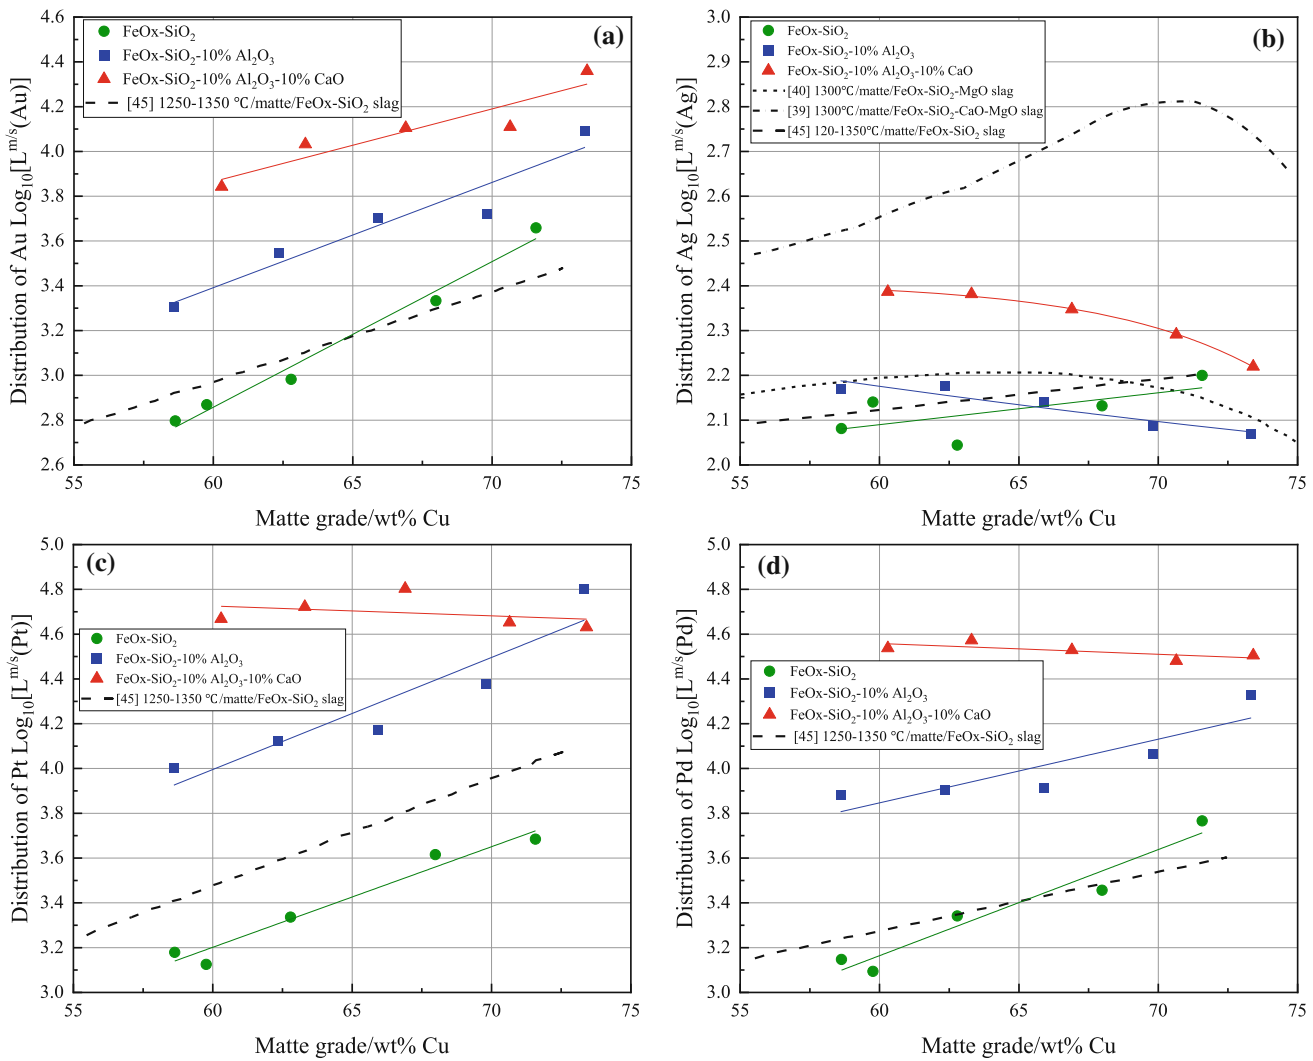 (a)
FeOx-SiO2
FeOx-SiO2-10% Al2O3
FeOx-SiO2-10% Al2O3-10% CaO
[45] 1250-1350 ℃/matte/FeOx-SiO2 slag
Distribution of Au Log10[L^m/s(Au)]
4.6
4.4
4.2
4.0
3.8
3.6
3.4
3.2
3.0
2.8
2.6
55 60 65 70 75
Matte grade/wt% Cu
(b)
FeOx-SiO2
FeOx-SiO2-10% Al2O3
FeOx-SiO2-10% Al2O3-10% CaO
[40] 1300℃/matte/FeOx-SiO2-MgO slag
[39] 1300℃/matte/FeOx-SiO2-CaO-MgO slag
[45] 120-1350℃/matte/FeOx-SiO2 slag
Distribution of Ag Log10[L^m/s(Ag)]
3.0
2.9
2.8
2.7
2.6
2.5
2.4
2.3
2.2
2.1
2.0
55 60 65 70 75
Matte grade/wt% Cu
(c)
FeOx-SiO2
FeOx-SiO2-10% Al2O3
FeOx-SiO2-10% Al2O3-10% CaO
[45] 1250-1350 ℃/matte/FeOx-SiO2 slag
Distribution of Pt Log10[L^m/s(Pt)]
5.0
4.8
4.6
4.4
4.2
4.0
3.8
3.6
3.4
3.2
3.0
55 60 65 70 75
Matte grade/wt% Cu
(d)
FeOx-SiO2
FeOx-SiO2-10% Al2O3
FeOx-SiO2-10% Al2O3-10% CaO
[45] 1250-1350 ℃/matte/FeOx-SiO2 slag
Distribution of Pd Log10[L^m/s(Pd)]
5.0
4.8
4.6
4.4
4.2
4.0
3.8
3.6
3.4
3.2
3.0
55 60 65 70 75
Matte grade/wt% Cu